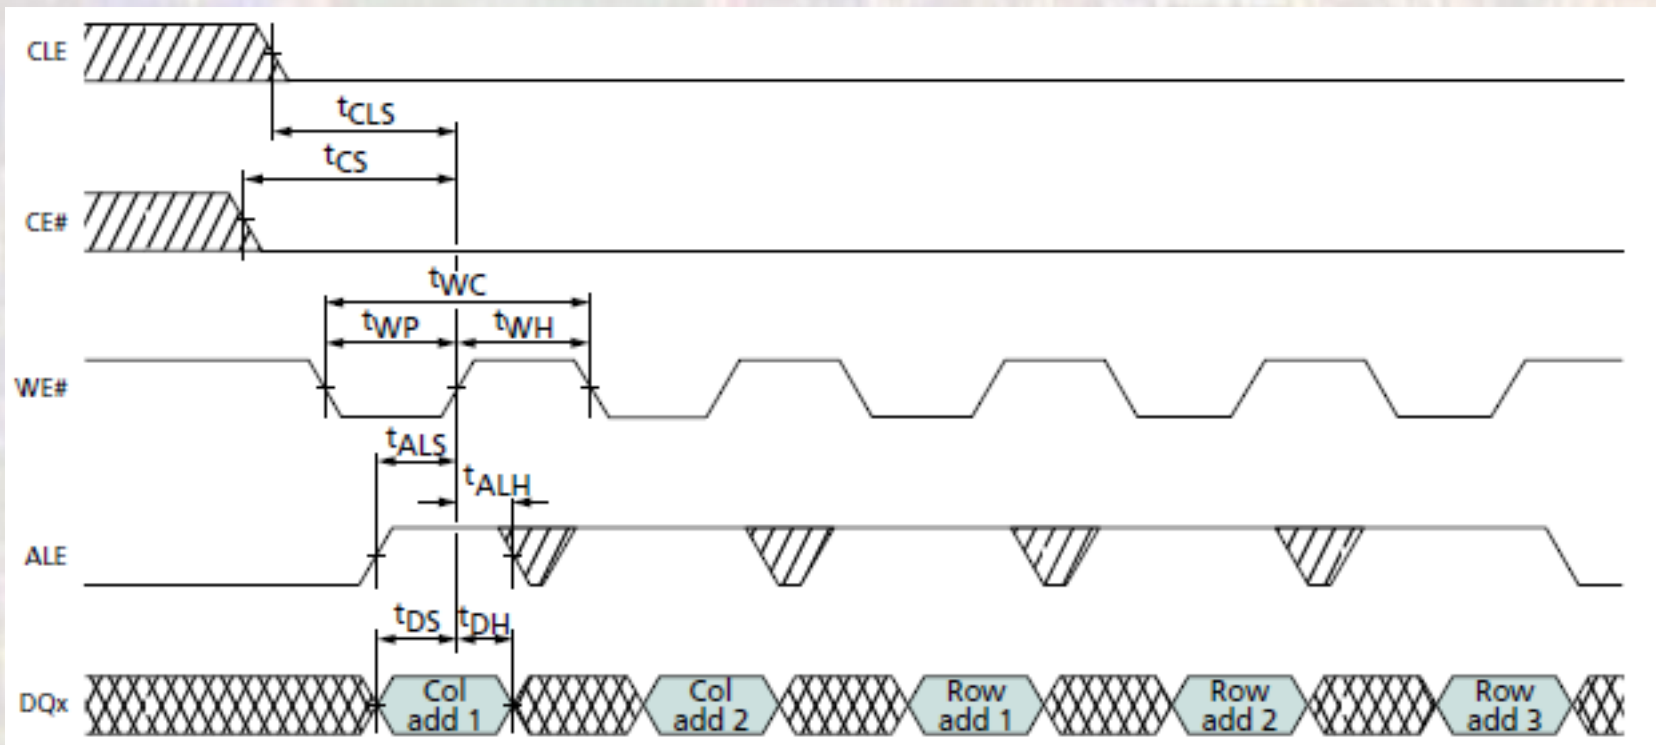 CLE
tCLS
tCS
CE#
tWC
tWP
tWH
WE#
tALS
tALH
ALE
tDS
tDH
DQx
Col
add 1
Col
add 2
Row
add 1
Row
add 2
Row
add 3